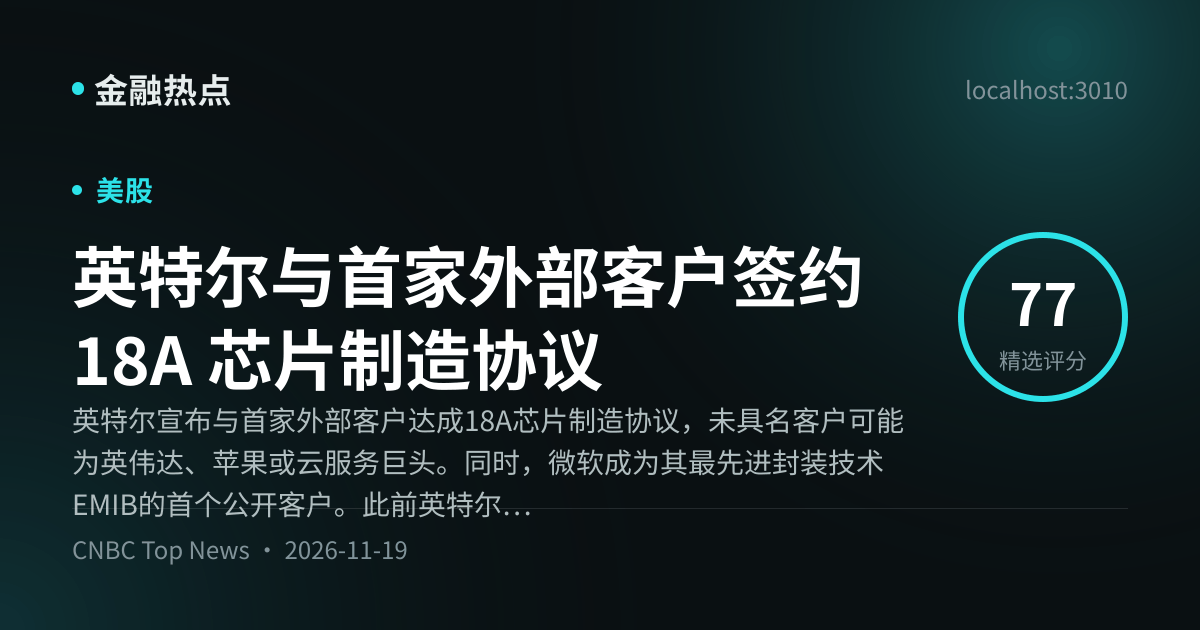 金融热点
localhost:3010
美股
英特尔与首家外部客户签约
18A 芯片制造协议
77
精选评分
英特尔宣布与首家外部客户达成18A芯片制造协议，未具名客户可能
为英伟达、苹果或云服务巨头。同时，微软成为其最先进封装技术
EMIB的首个公开客户。此前英特尔…
CNBC Top News • 2026-11-19